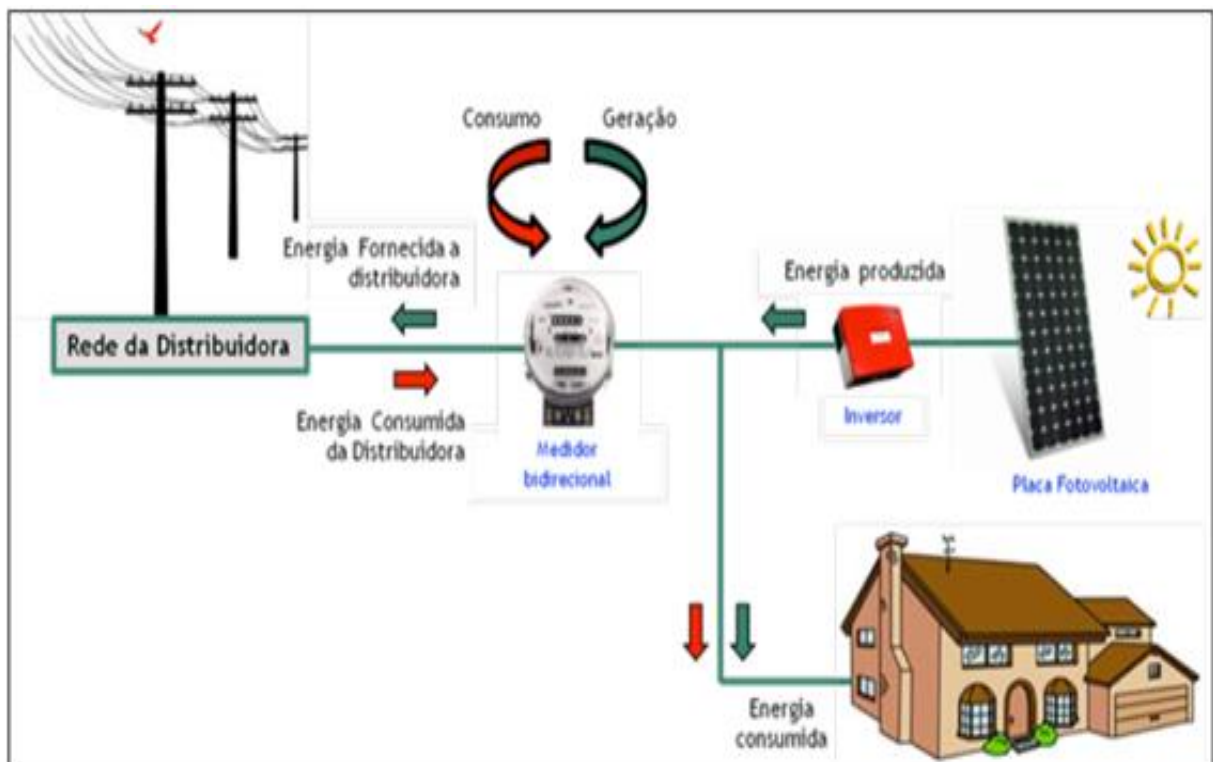 Consumo
Geração
Energia Fornecida a
distribuidora
Energia produzida
Rede da Distribuidora
Energia Consumida
da Distribuidora
Inversor
Medidor
bidirecional
Placa Fotovoltaica
Energia
consumida